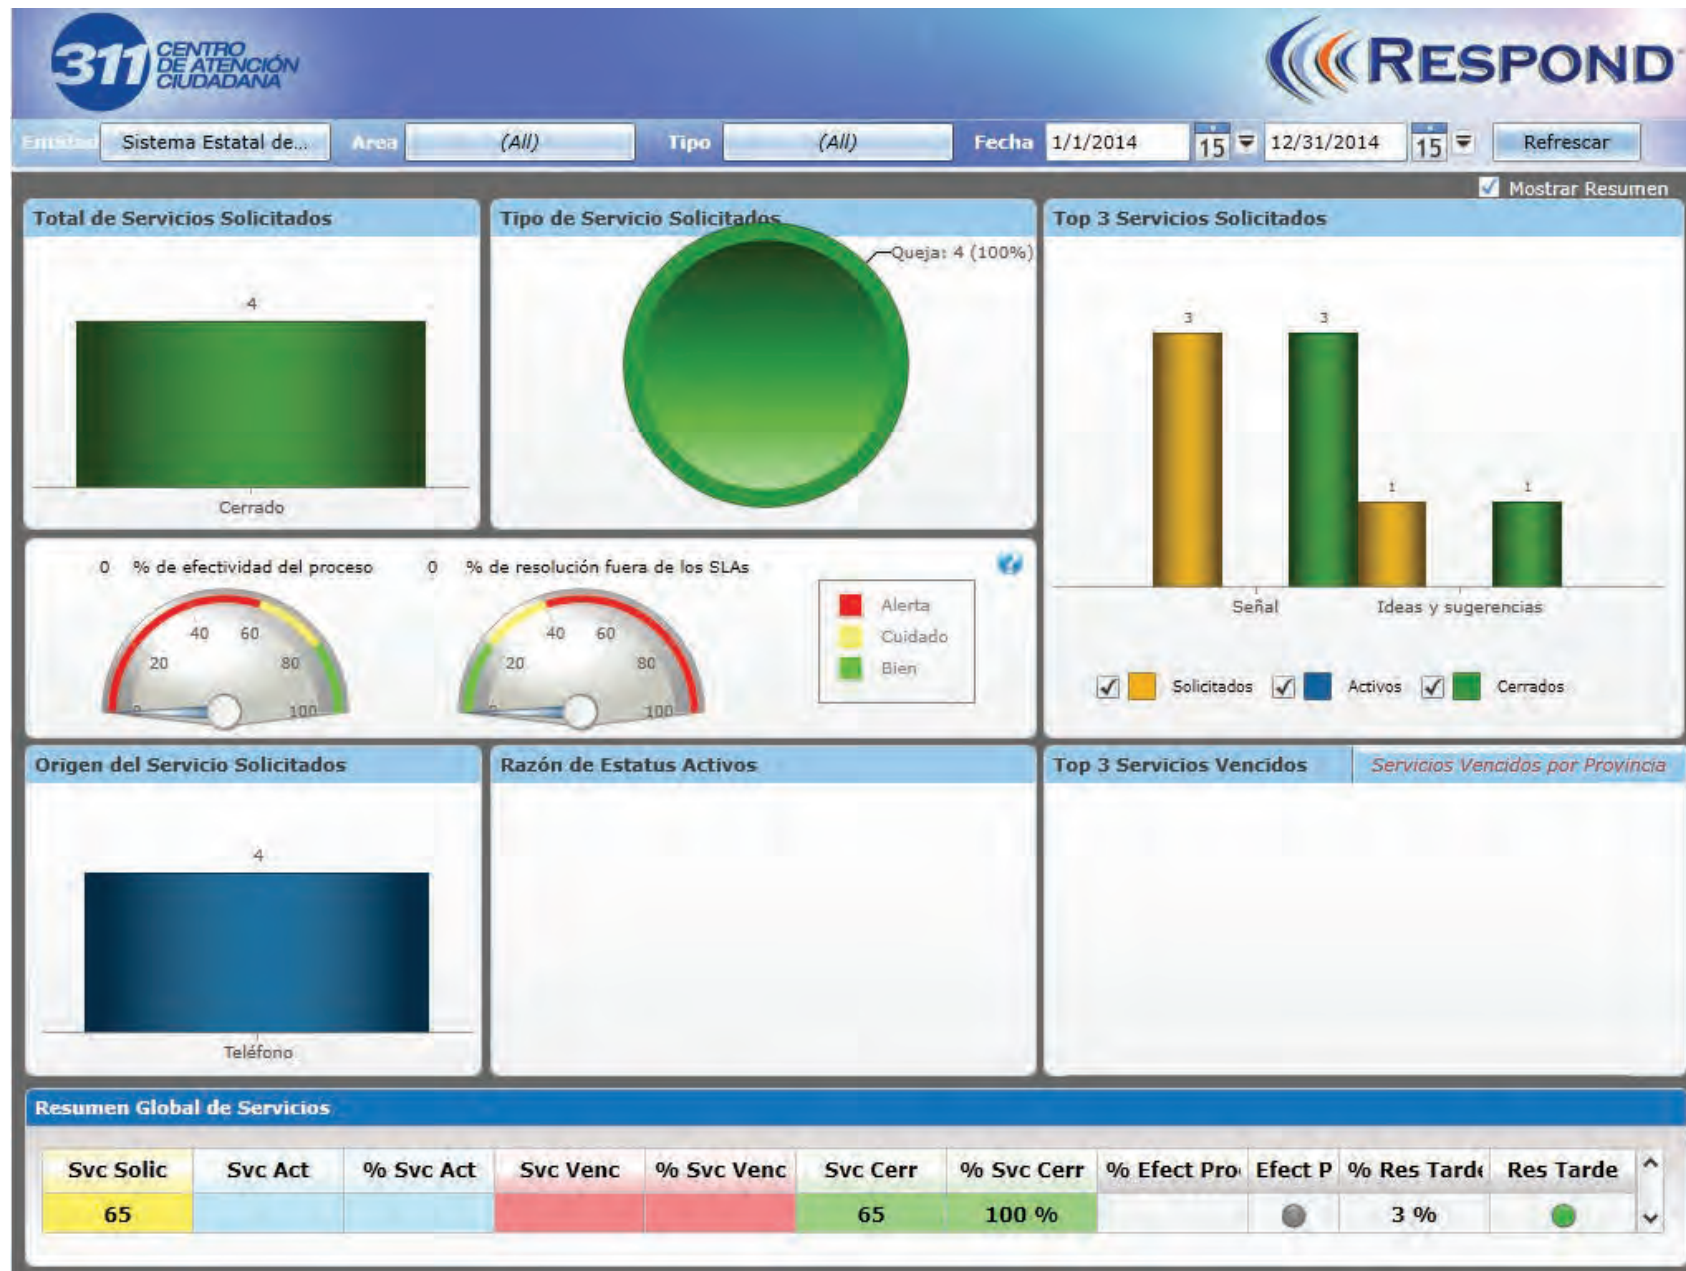 311 CENTRO
DE ATENCIÓN
CIUDADANA
RESPOND
Entidad Sistema Estatal de... Area (All) Tipo (All) Fecha 1/1/2014 15 12/31/2014 15 Refrescar
Mostrar Resumen
Total de Servicios Solicitados
4
Cerrado
Tipo de Servicio Solicitados
Queja: 4 (100%)
Top 3 Servicios Solicitados
3 3 1 1
Señal Ideas y sugerencias
Solicitados Activos Cerrados
0 % de efectividad del proceso
0 20 40 60 80 100
0 % de resolución fuera de los SLAs
0 20 40 60 80 100
Alerta
Cuidado
Bien
Origen del Servicio Solicitados
4
Teléfono
Razón de Estatus Activos
Top 3 Servicios Vencidos Servicios Vencidos por Provincia
Resumen Global de Servicios
Svc Solic Svc Act % Svc Act Svc Venc % Svc Venc Svc Cerr % Svc Cerr % Efect Pro Efect P % Res Tarde Res Tarde
65 65 100 % 3 %